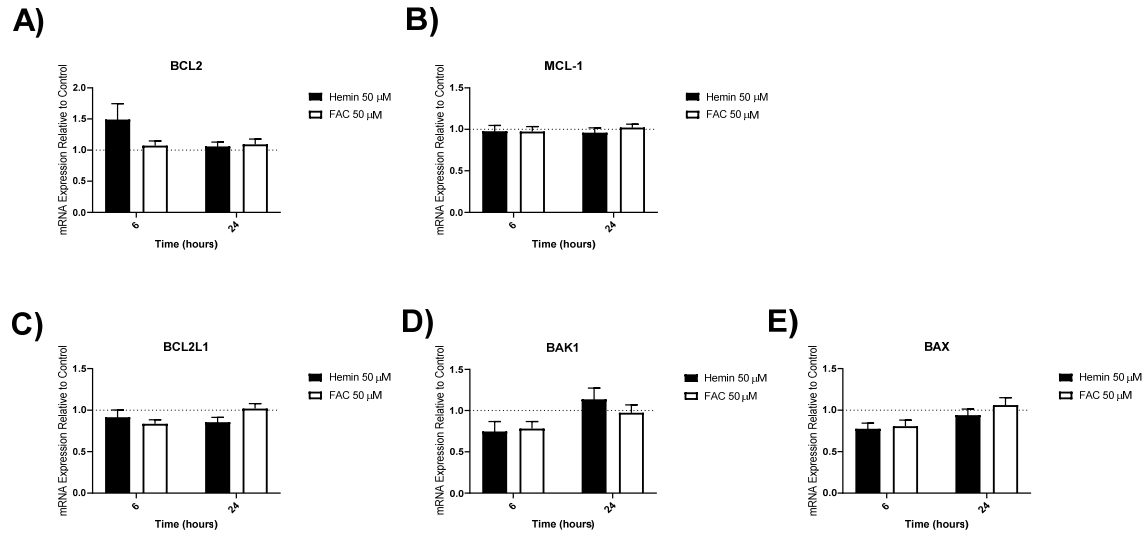 A)
BCL2
mRNA Expression Relative to Control
2.0
1.5
1.0
0.5
0.0
6
24
Time (hours)
Hemin 50 µM
FAC 50 µM
B)
MCL-1
mRNA Expression Relative to Control
1.5
1.0
0.5
0.0
6
24
Time (hours)
Hemin 50 µM
FAC 50 µM
C)
BCL2L1
mRNA Expression Relative to Control
1.5
1.0
0.5
0.0
6
24
Time (hours)
Hemin 50 µM
FAC 50 µM
D)
BAK1
mRNA Expression Relative to Control
1.5
1.0
0.5
0.0
6
24
Time (hours)
Hemin 50 µM
FAC 50 µM
E)
BAX
mRNA Expression Relative to Control
1.5
1.0
0.5
0.0
6
24
Time (hours)
Hemin 50 µM
FAC 50 µM